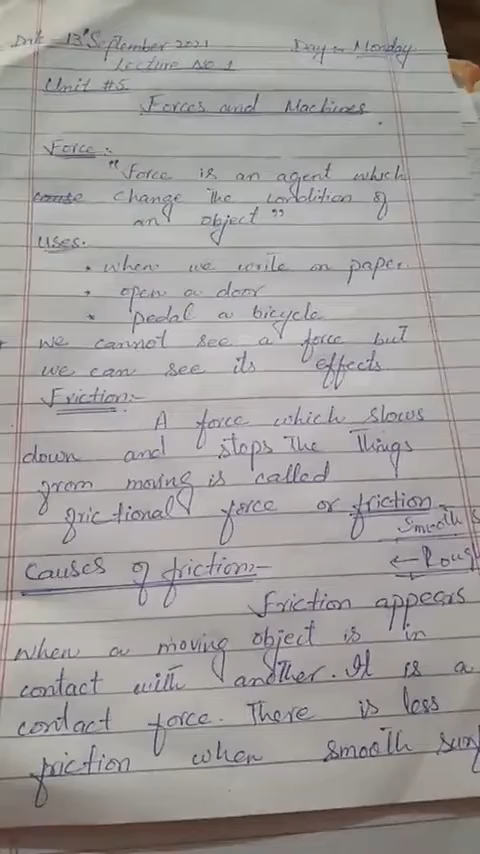 Date 13 September 2021 Day - Monday
Lecture No 1
Unit #5
Forces and Machines
Force:-
"Force is an agent which
cause change the condition of
an object"
Uses.
• When we write on paper.
• open a door
• pedal a bicycle
we cannot see a force but
we can see its effects
Friction:-
A force which slows
down and stops The Things
from moving is called
frictional force or friction
Smooth
← Roug
Causes of friction:-
Friction appears
when a moving object is in
contact with another. It is a
contact force. There is less
friction when smooth surf